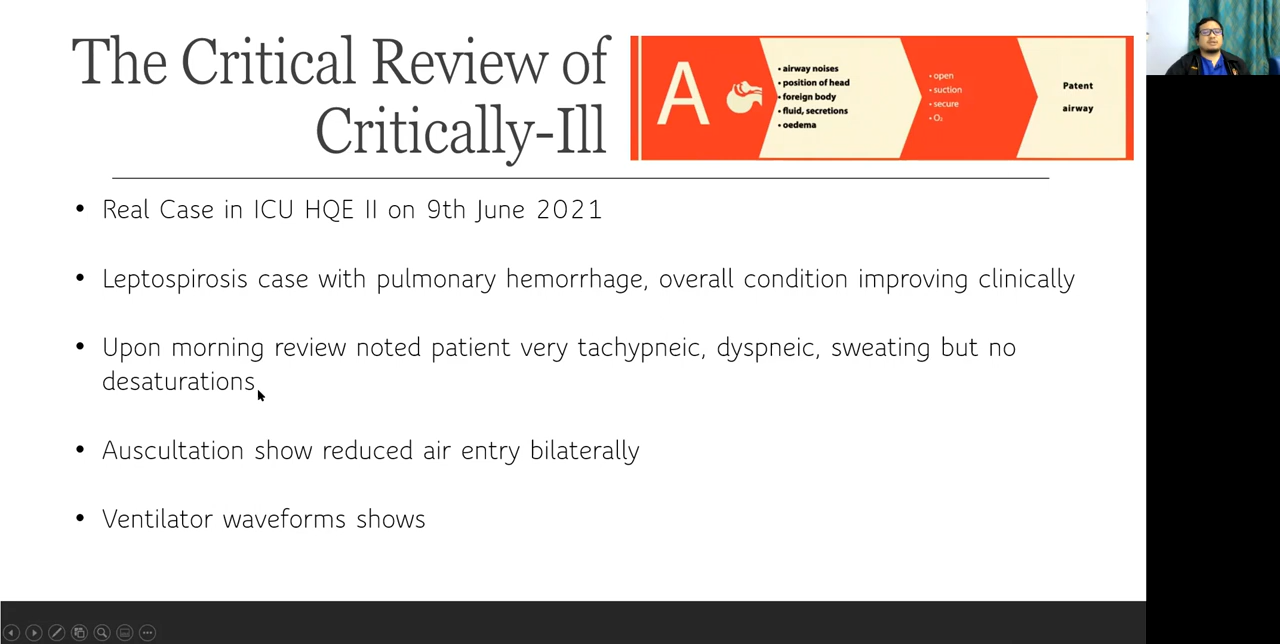 The Critical Review of
Critically-Ill
A
• airway noises
• position of head
• foreign body
• fluid, secretions
• oedema
• open
• suction
• secure
• O₂
Patent
airway
• Real Case in ICU HQE II on 9th June 2021
• Leptospirosis case with pulmonary hemorrhage, overall condition improving clinically
• Upon morning review noted patient very tachypneic, dyspneic, sweating but no
desaturations
• Auscultation show reduced air entry bilaterally
• Ventilator waveforms shows